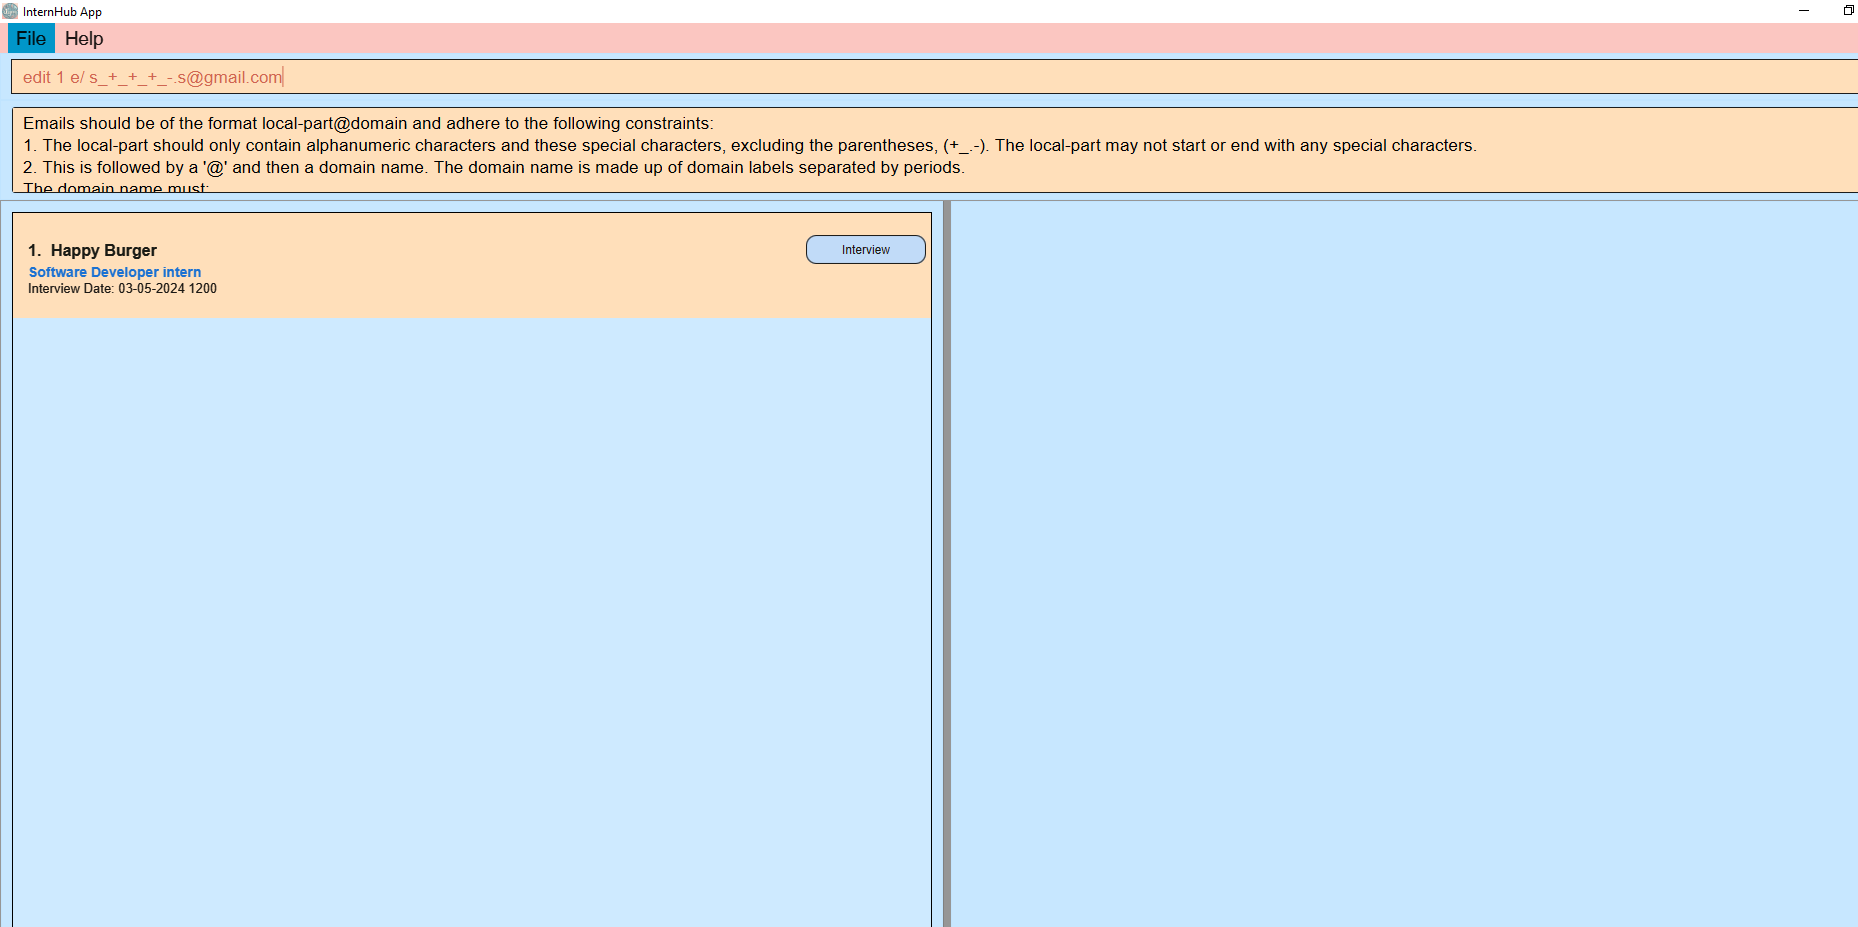 InternHub App
File Help
edit 1 e/ s_+_+_+_-.s@gmail.com
Emails should be of the format local-part@domain and adhere to the following constraints:
1. The local-part should only contain alphanumeric characters and these special characters, excluding the parentheses, (+_.-). The local-part may not start or end with any special characters.
2. This is followed by a '@' and then a domain name. The domain name is made up of domain labels separated by periods.
The domain name must:
1. Happy Burger
Interview
Software Developer intern
Interview Date: 03-05-2024 1200